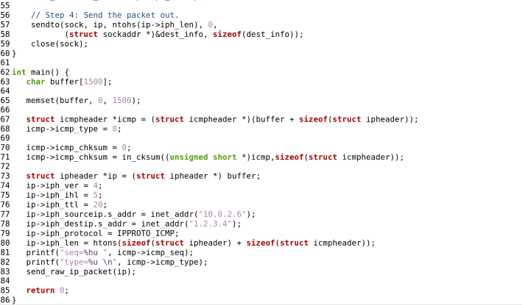 55
56 // Step 4: Send the packet out.
57 sendto(sock, ip, ntohs(ip->iph_len), 0,
58 (struct sockaddr *)&dest_info, sizeof(dest_info));
59 close(sock);
60 }
61
62 int main() {
63 char buffer[1500];
64
65 memset(buffer, 0, 1500);
66
67 struct icmpheader *icmp = (struct icmpheader *)(buffer + sizeof(struct ipheader));
68 icmp->icmp_type = 8;
69
70 icmp->icmp_chksum = 0;
71 icmp->icmp_chksum = in_cksum((unsigned short *)icmp,sizeof(struct icmpheader));
72
73 struct ipheader *ip = (struct ipheader *) buffer;
74 ip->iph_ver = 4;
75 ip->iph_ihl = 5;
76 ip->iph_ttl = 20;
77 ip->iph_sourceip.s_addr = inet_addr("10.0.2.6");
78 ip->iph_destip.s_addr = inet_addr("1.2.3.4");
79 ip->iph_protocol = IPPROTO_ICMP;
80 ip->iph_len = htons(sizeof(struct ipheader) + sizeof(struct icmpheader));
81 printf("seq=%hu ", icmp->icmp_seq);
82 printf("type=%u \n", icmp->icmp_type);
83 send_raw_ip_packet(ip);
84
85 return 0;
86 }